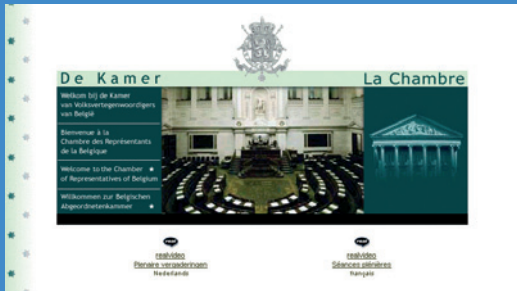 De Kamer
La Chambre
Welkom bij de Kamer
van Volksvertegenwoordigers
van België
Bienvenue à la
Chambre des Représentants
de la Belgique
Welcome to the Chamber
of Representatives of Belgium
Willkommen zur Belgischen
Abgeordnetenkammer
real
realvideo
Plenaire vergaderingen
Nederlands
real
realvideo
Séances plénières
français